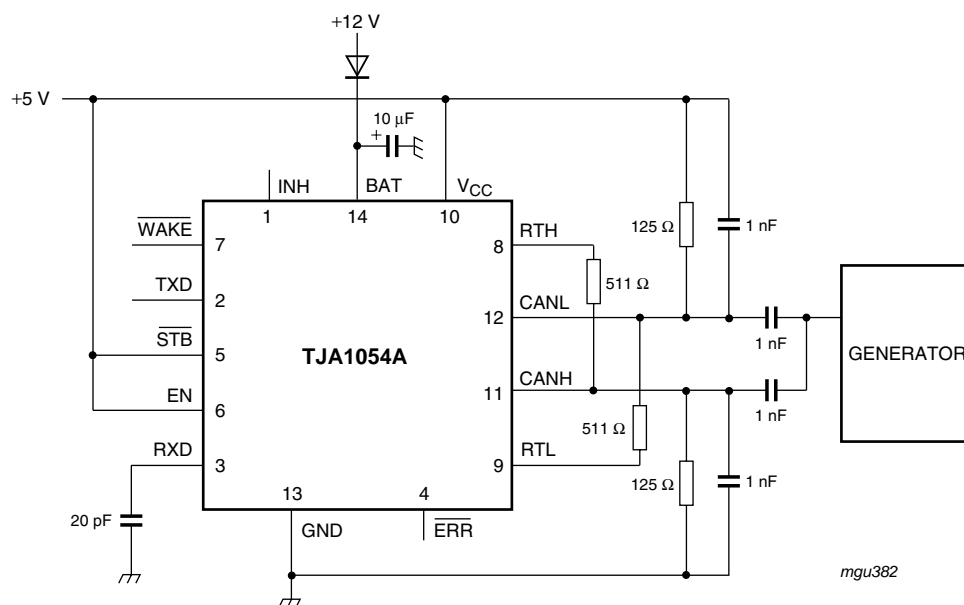 +12 V
+5 V
10 μF
+
INH
BAT
VCC
1
14
10
WAKE
7
TXD
2
STB
5
EN
6
RXD
3
TJA1054A
8
RTH
12
CANL
11
CANH
9
RTL
13
4
GND
ERR
20 pF
511 Ω
511 Ω
125 Ω
1 nF
1 nF
1 nF
125 Ω
1 nF
GENERATOR
mgu382